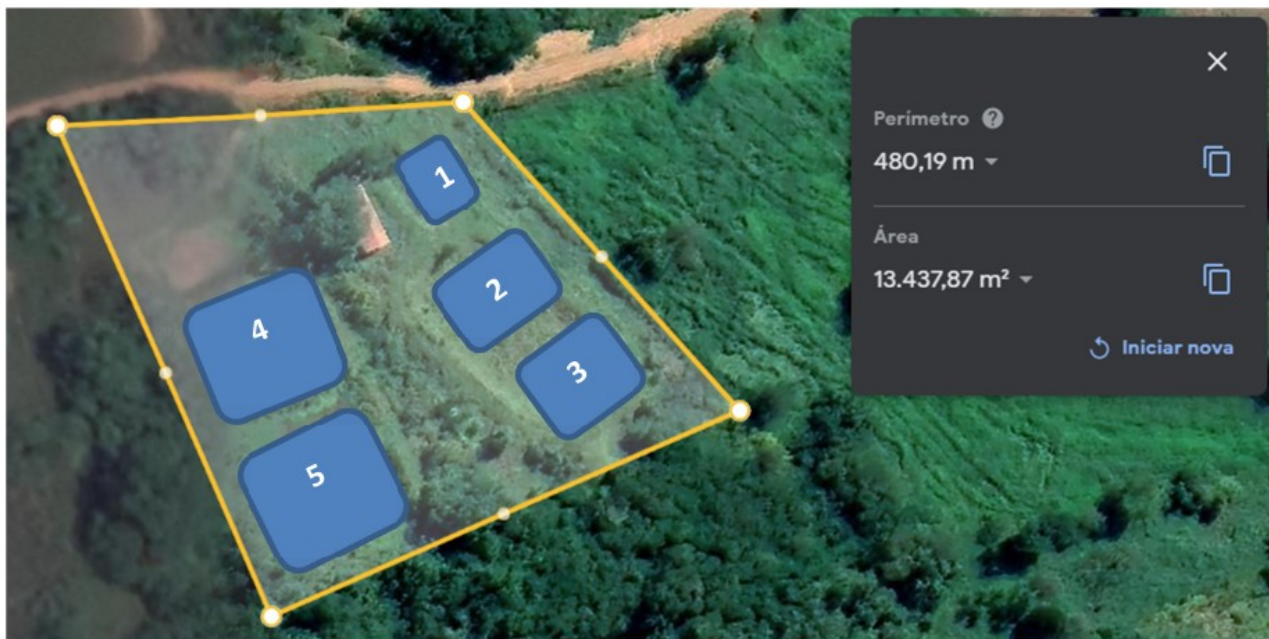 Perímetro ?
480,19 m
Área
13.437,87 m²
Iniciar nova
1
2
3
4
5